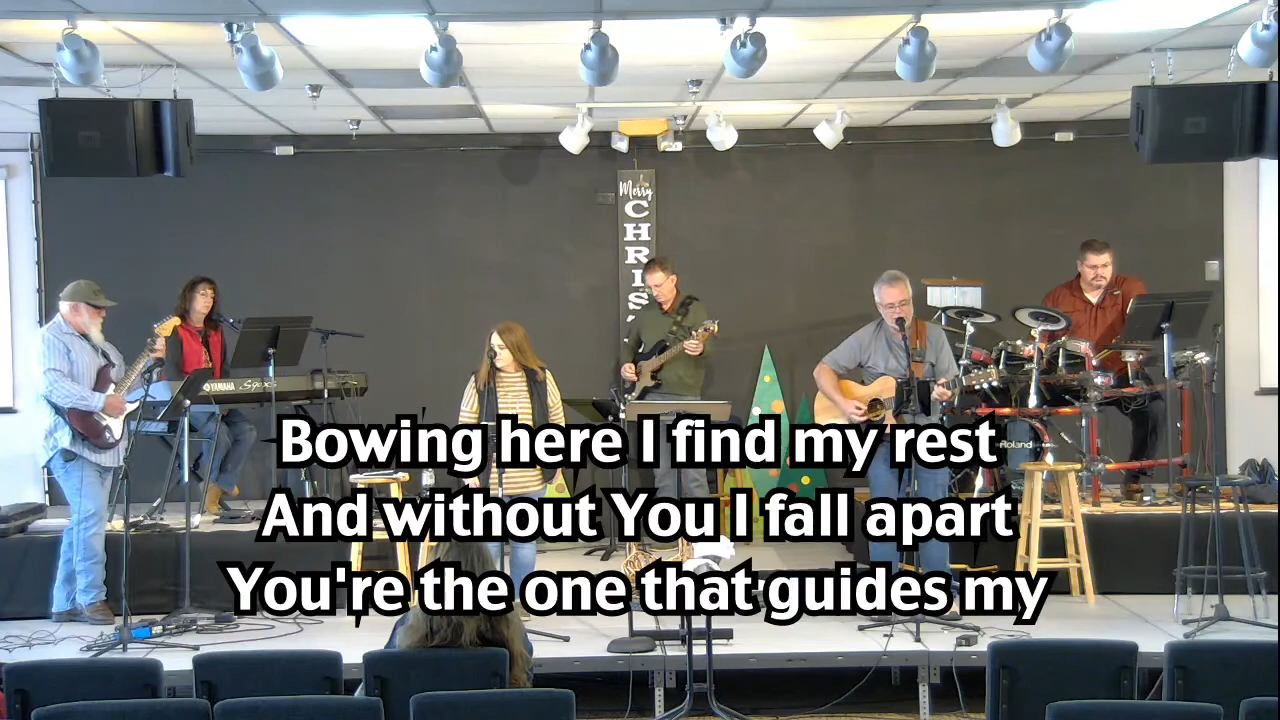 Merry
CHRIS
YAMAHA
Roland
Bowing here I find my rest
And without You I fall apart
You're the one that guides my